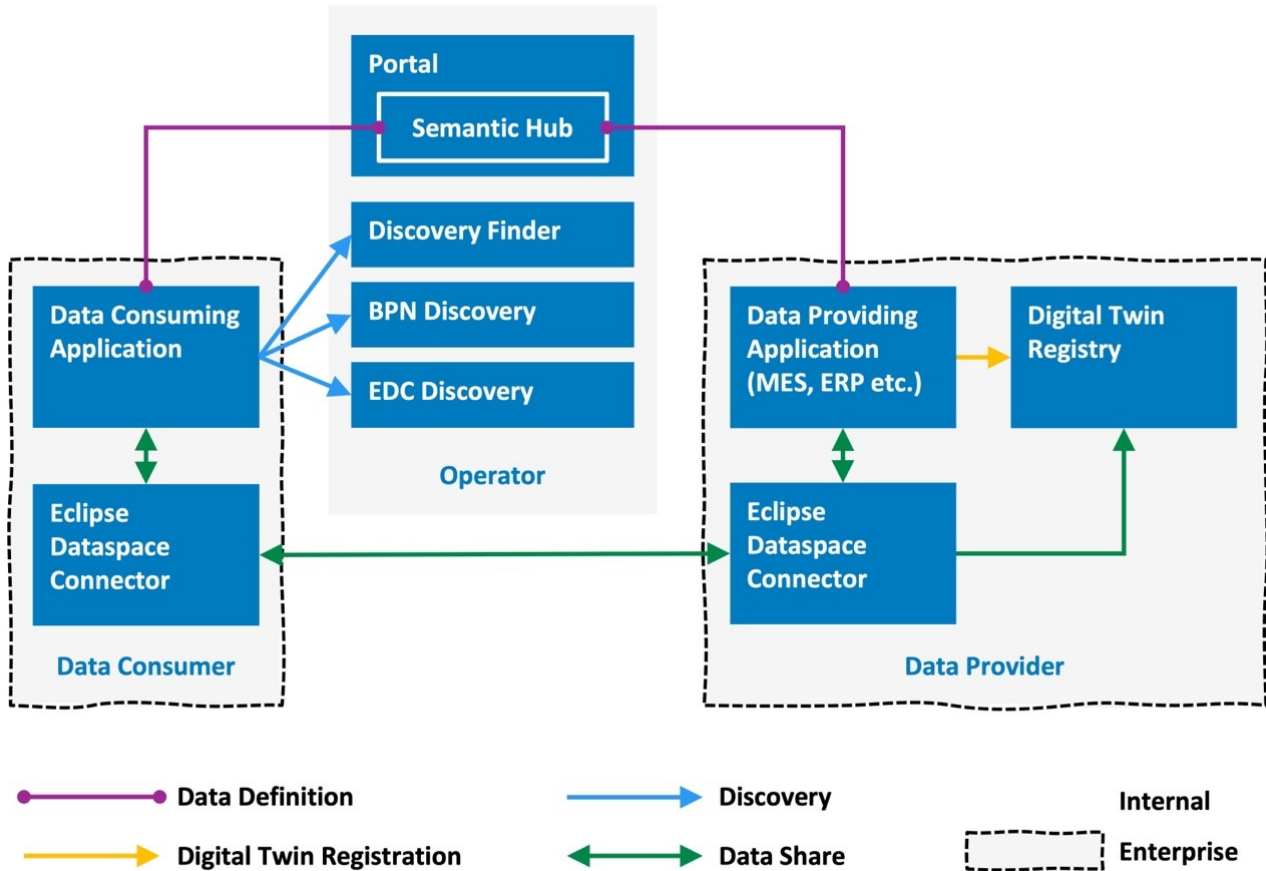 Portal
Semantic Hub
Discovery Finder
BPN Discovery
EDC Discovery
Operator
Data Consuming
Application
Eclipse
Dataspace
Connector
Data Consumer
Data Providing
Application
(MES, ERP etc.)
Digital Twin
Registry
Eclipse
Dataspace
Connector
Data Provider
Data Definition
Discovery
Internal
Digital Twin Registration
Data Share
Enterprise